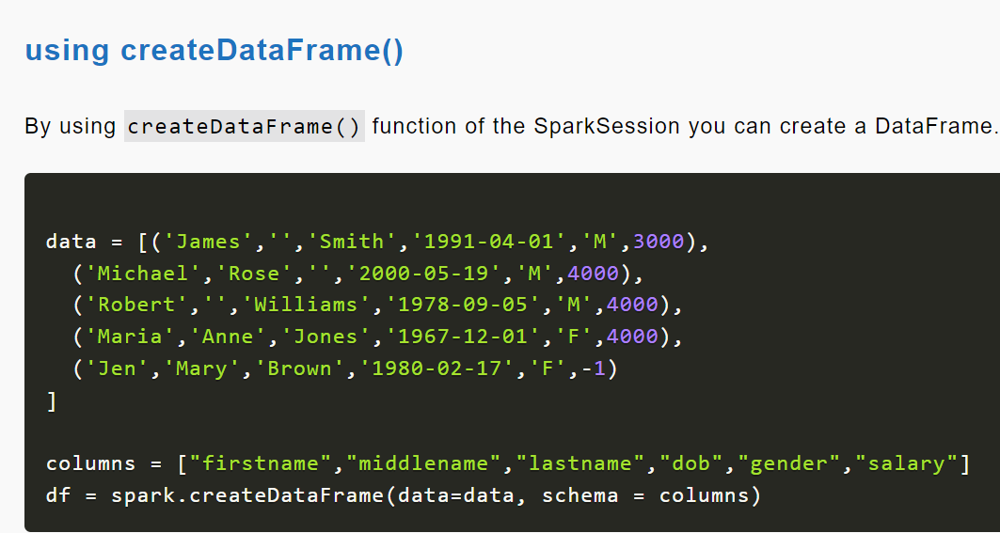 using createDataFrame()
By using createDataFrame() function of the SparkSession you can create a DataFrame.
data = [('James','','Smith','1991-04-01','M',3000),
  ('Michael','Rose','','2000-05-19','M',4000),
  ('Robert','','Williams','1978-09-05','M',4000),
  ('Maria','Anne','Jones','1967-12-01','F',4000),
  ('Jen','Mary','Brown','1980-02-17','F',-1)
]
columns = ["firstname","middlename","lastname","dob","gender","salary"]
df = spark.createDataFrame(data=data, schema = columns)